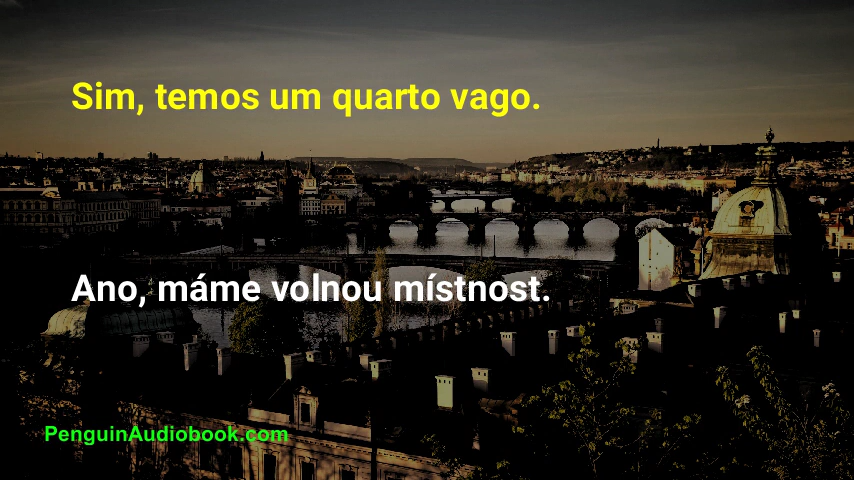 Sim, temos um quarto vago.
Ano, máme volnou místnost.
PenguinAudiobook.com